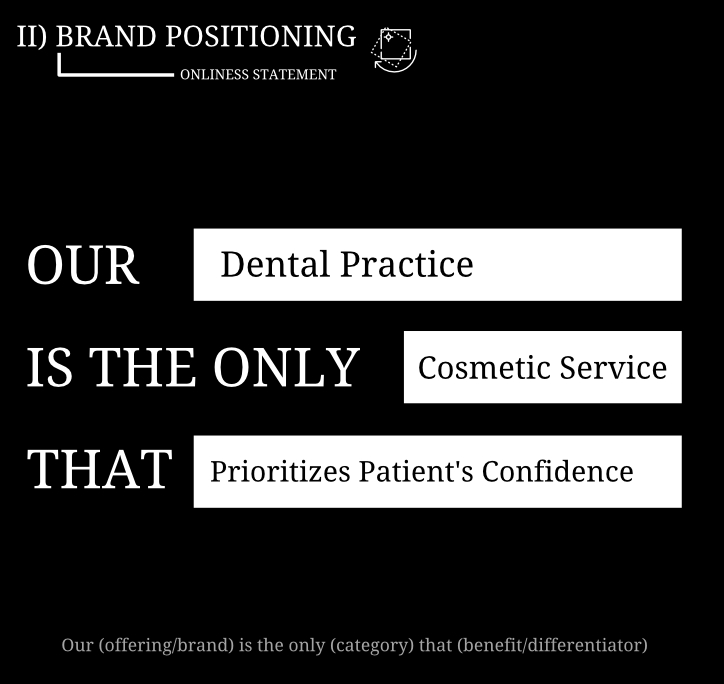 II) BRAND POSITIONING
ONLINESS STATEMENT
OUR Dental Practice
IS THE ONLY Cosmetic Service
THAT Prioritizes Patient's Confidence
Our (offering/brand) is the only (category) that (benefit/differentiator)